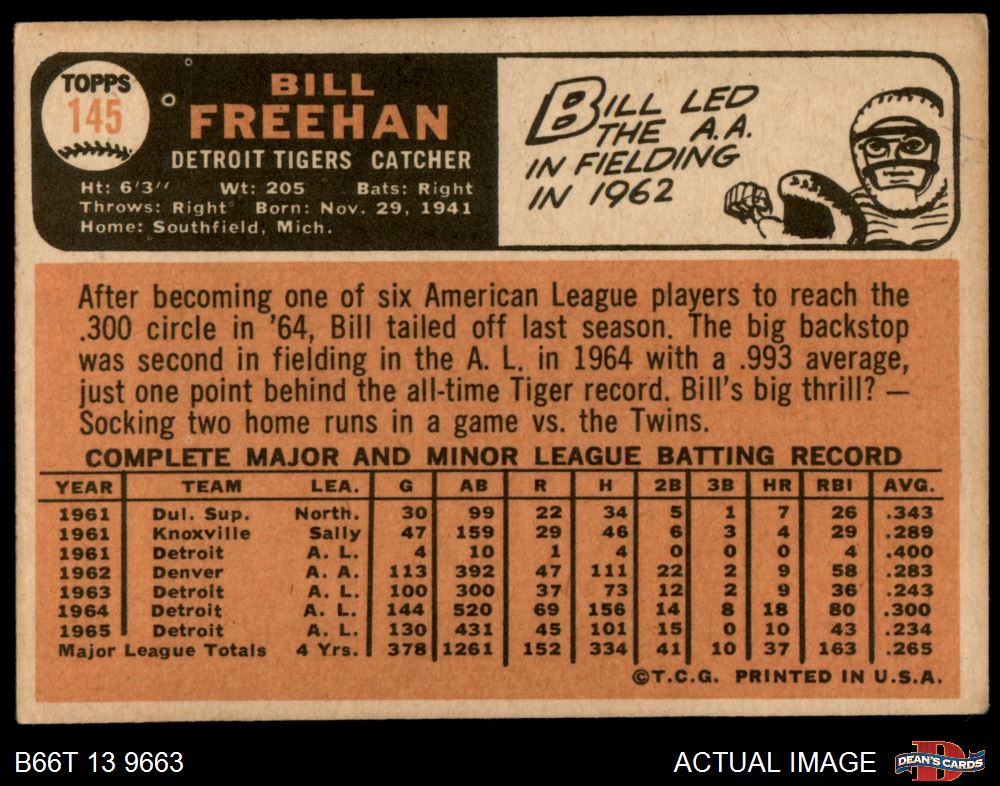 TOPPS
145
BILL
FREEHAN
DETROIT TIGERS CATCHER
Ht: 6'3" Wt: 205 Bats: Right
Throws: Right Born: Nov. 29, 1941
Home: Southfield, Mich.
BILL LED
THE A.A.
IN FIELDING
IN 1962
After becoming one of six American League players to reach the
.300 circle in '64, Bill tailed off last season. The big backstop
was second in fielding in the A. L. in 1964 with a .993 average,
just one point behind the all-time Tiger record. Bill's big thrill? —
Socking two home runs in a game vs. the Twins.
COMPLETE MAJOR AND MINOR LEAGUE BATTING RECORD
YEAR TEAM LEA. G AB R H 2B 3B HR RBI AVG.
1961 Dul. Sup. North. 30 99 22 34 5 1 7 26 .343
1961 Knoxville Sally 47 159 29 46 6 3 4 29 .289
1961 Detroit A. L. 4 10 1 4 0 0 0 4 .400
1962 Denver A. A. 113 392 47 111 22 2 9 58 .283
1963 Detroit A. L. 100 300 37 73 12 2 9 36 .243
1964 Detroit A. L. 144 520 69 156 14 8 18 80 .300
1965 Detroit A. L. 130 431 45 101 15 0 10 43 .234
Major League Totals 4 Yrs. 378 1261 152 334 41 10 37 163 .265
©T.C.G. PRINTED IN U.S.A.
B66T 13 9663
ACTUAL IMAGE
D
DEAN'S CARDS